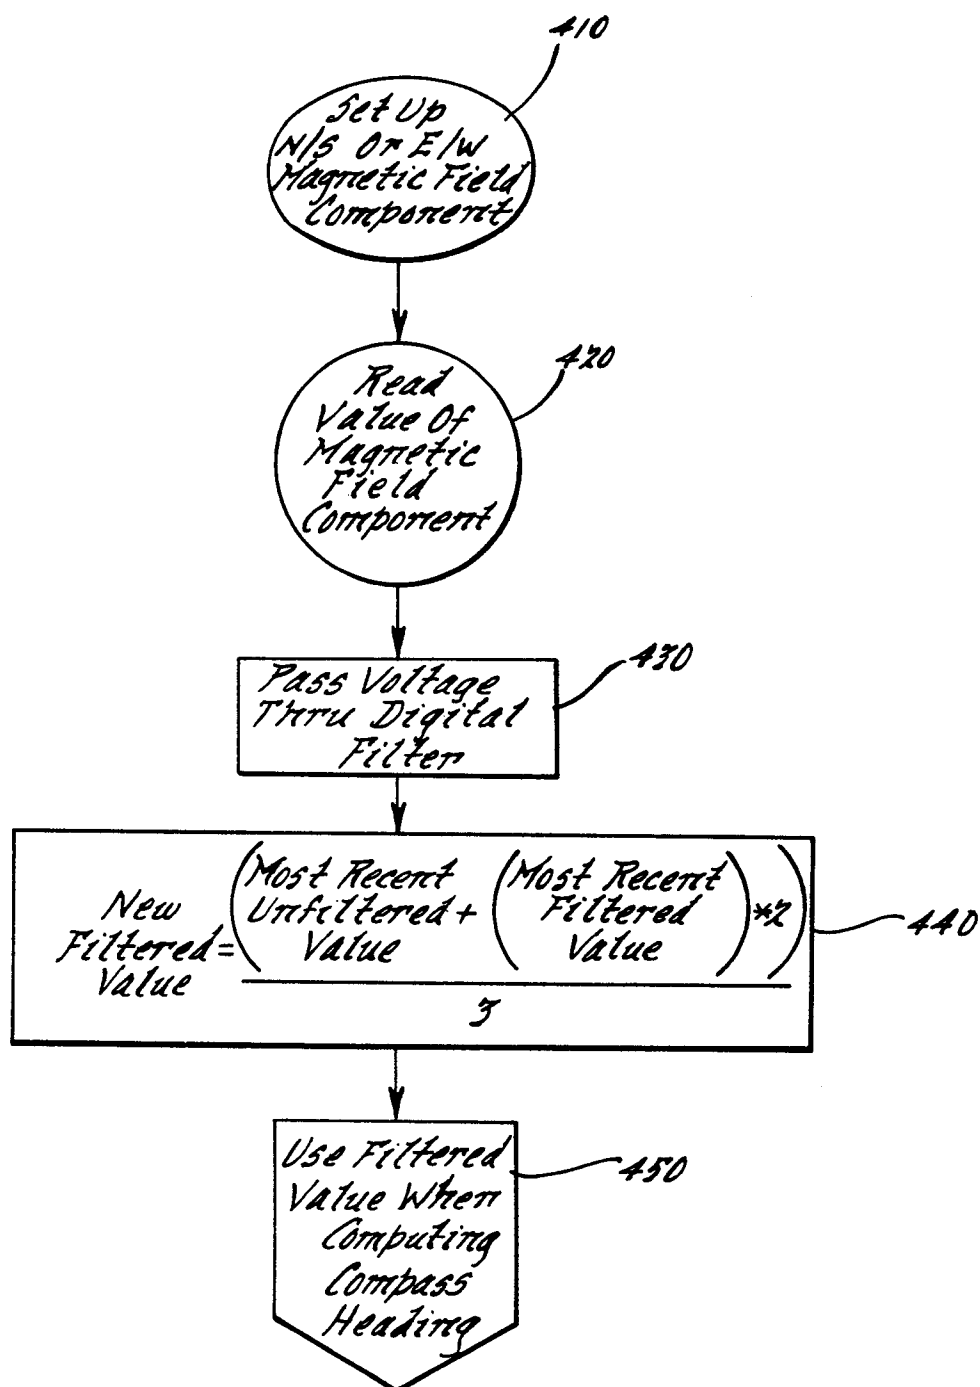 410
Set Up
N/S Or E/W
Magnetic Field
Component
420
Read
Value Of
Magnetic
Field
Component
430
Pass Voltage
Thru Digital
Filter
440
New
Filtered=
Value
(Most Recent
Unfiltered +
Value
(Most Recent
Filtered
Value) *2)
3
450
Use Filtered
Value When
Computing
Compass
Heading